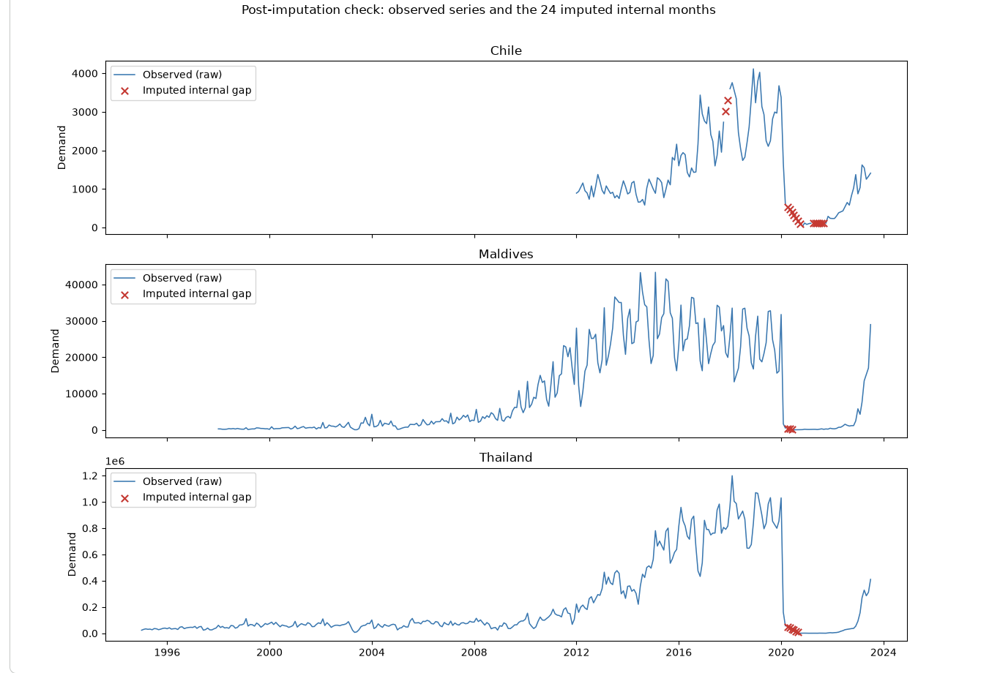 Post-imputation check: observed series and the 24 imputed internal months
Chile
Observed (raw)
Imputed internal gap
Demand
4000
3000
2000
1000
0
Maldives
Observed (raw)
Imputed internal gap
Demand
40000
30000
20000
10000
0
Thailand
1e6
Observed (raw)
Imputed internal gap
Demand
1.2
1.0
0.8
0.6
0.4
0.2
0.0
1996 2000 2004 2008 2012 2016 2020 2024